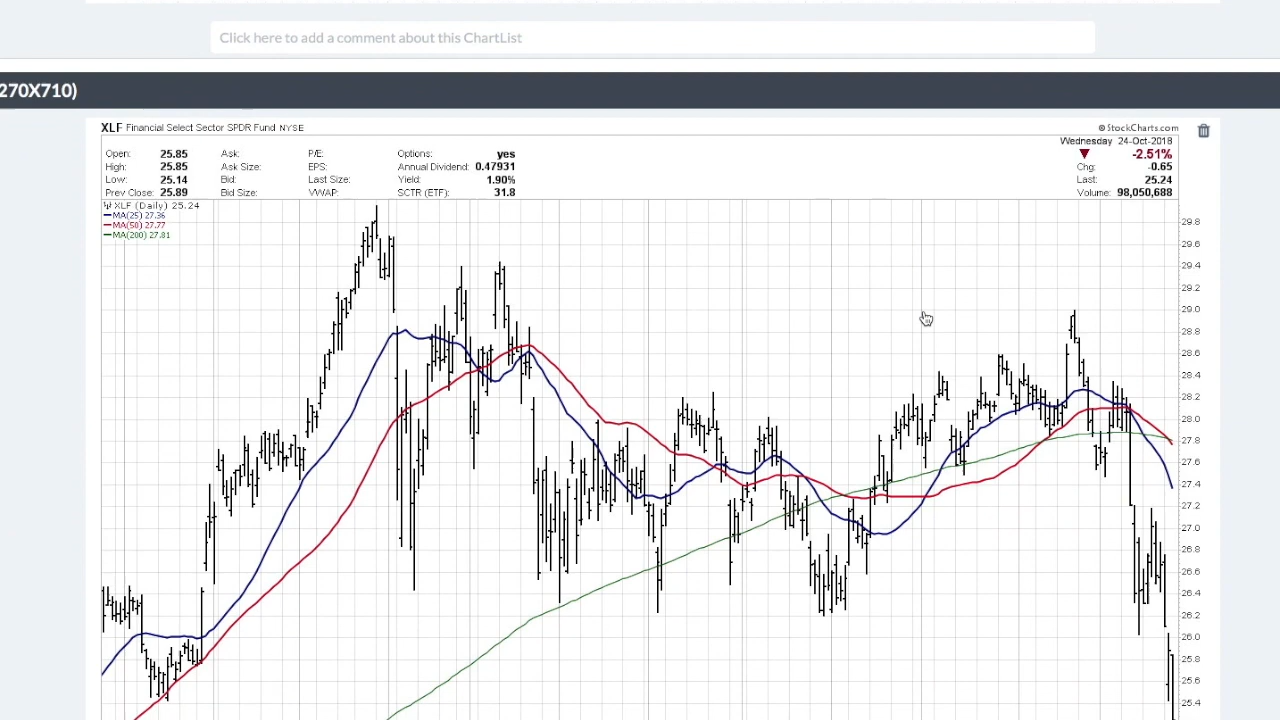 Click here to add a comment about this ChartList
270X710)
XLF Financial Select Sector SPDR Fund NYSE
© StockCharts.com
Wednesday 24-Oct-2018
Open: 25.85 Ask: P/E: Options: yes ▼ -2.51%
High: 25.85 Ask Size: EPS: Annual Dividend: 0.47931 Chg: -0.65
Low: 25.14 Bid: Last Size: Yield: 1.90% Last: 25.24
Prev Close: 25.89 Bid Size: VWAP: SCTR (ETF): 31.8 Volume: 98,050,688
XLF (Daily) 25.24
MA(25) 27.36
MA(50) 27.77
MA(200) 27.81
29.8
29.6
29.4
29.2
29.0
28.8
28.6
28.4
28.2
28.0
27.8
27.6
27.4
27.2
27.0
26.8
26.6
26.4
26.2
26.0
25.8
25.6
25.4